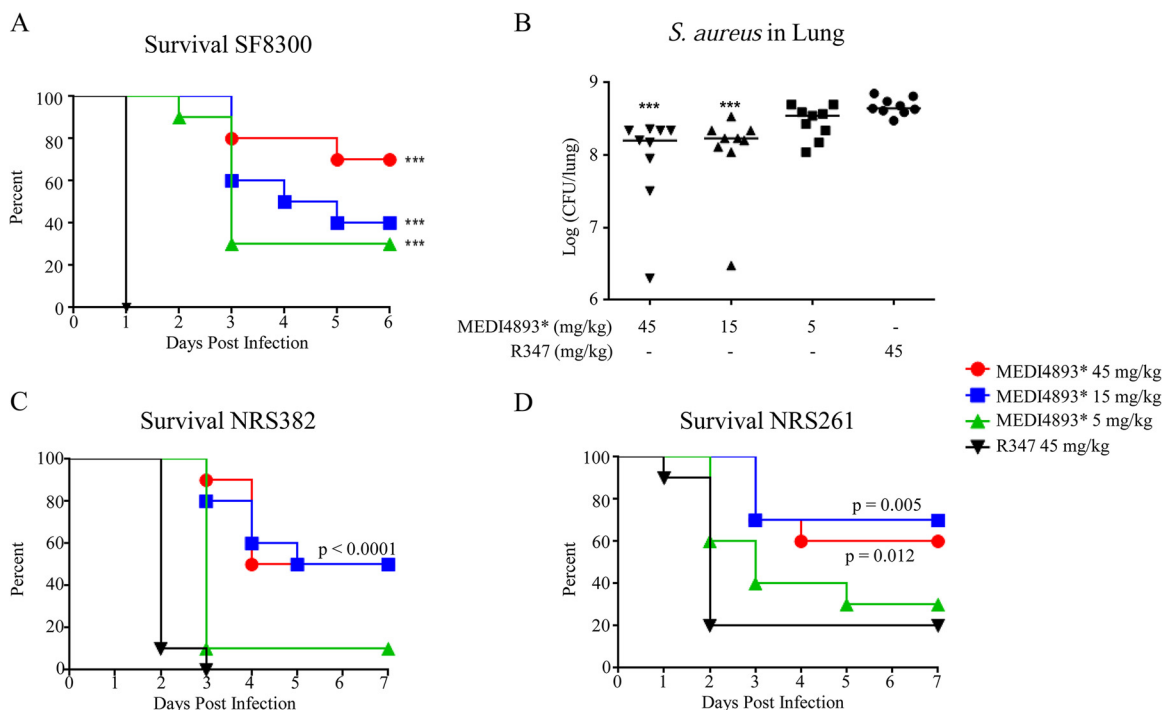 A
Survival SF8300
100
80
60
40
20
0
Percent
0 1 2 3 4 5 6
Days Post Infection
***
***
***
B
S. aureus in Lung
9
8
7
6
Log (CFU/lung)
*** ***
MEDI4893* (mg/kg) 45 15 5 -
R347 (mg/kg) - - - 45
MEDI4893* 45 mg/kg
MEDI4893* 15 mg/kg
MEDI4893* 5 mg/kg
R347 45 mg/kg
C
Survival NRS382
100
80
60
40
20
0
Percent
p < 0.0001
0 1 2 3 4 5 6 7
Days Post Infection
D
Survival NRS261
100
80
60
40
20
0
Percent
p = 0.005
p = 0.012
0 1 2 3 4 5 6 7
Days Post Infection